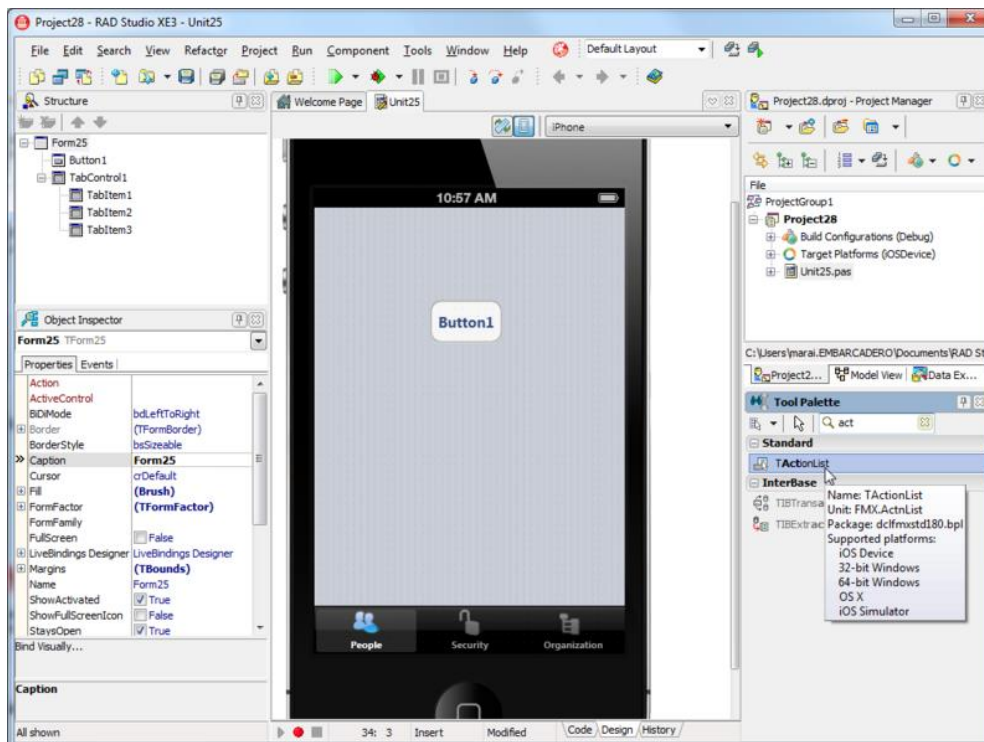 Project28 - RAD Studio XE3 - Unit25
File Edit Search View Refactor Project Run Component Tools Window Help Default Layout
Structure
Form25
Button1
TabControl1
TabItem1
TabItem2
TabItem3
Object Inspector
Form25 TForm25
Properties Events
Action
ActiveControl
BiDiMode bdLeftToRight
Border (TFormBorder)
BorderStyle bsSizeable
Caption Form25
Cursor crDefault
Fill (Brush)
FormFactor (TFormFactor)
FormFamily
FullScreen False
LiveBindings Designer LiveBindings Designer
Margins (TBounds)
Name Form25
ShowActivated True
ShowFullScreenIcon False
StaysOpen True
Bind Visually...
Caption
All shown
Welcome Page Unit25
iPhone
10:57 AM
Button1
People Security Organization
34: 3 Insert Modified Code Design History
Project28.dproj - Project Manager
File
ProjectGroup1
Project28
Build Configurations (Debug)
Target Platforms (iOSDevice)
Unit25.pas
C:\Users\marai.EMBARCADERO\Documents\RAD St
Project2... Model View Data Ex...
Tool Palette
act
Standard
TActionList
InterBase
TIBTransa
TIBExtrac
Name: TActionList
Unit: FMX.ActnList
Package: dclfmxstd180.bpl
Supported platforms:
iOS Device
32-bit Windows
64-bit Windows
OS X
iOS Simulator